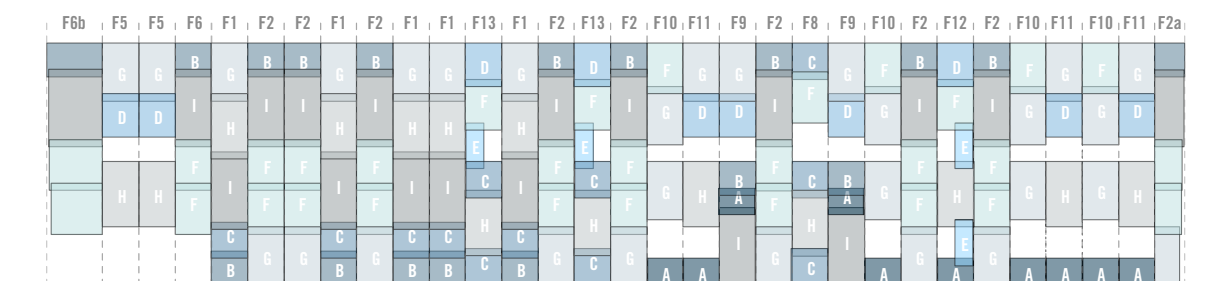 F6b F5 F5 F6 F1 F2 F2 F1 F2 F1 F1 F13 F1 F2 F13 F2 F10 F11 F9 F2 F8 F9 F10 F2 F12 F2 F10 F11 F10 F11 F2a
G G B G B B G B G G D G B D B F G G B C G F B D B F G F G B
D D I H I I H I H H F H I F I G D D I F D G I F I G D G D I
E E E
H H F I F F I F I I C I F C F G H B F C B G F H F G H G H
F F F F F F A F A F F
C C C C H C H I H I E
B G G B G B B C B G C G A A G C A G A G A A A A